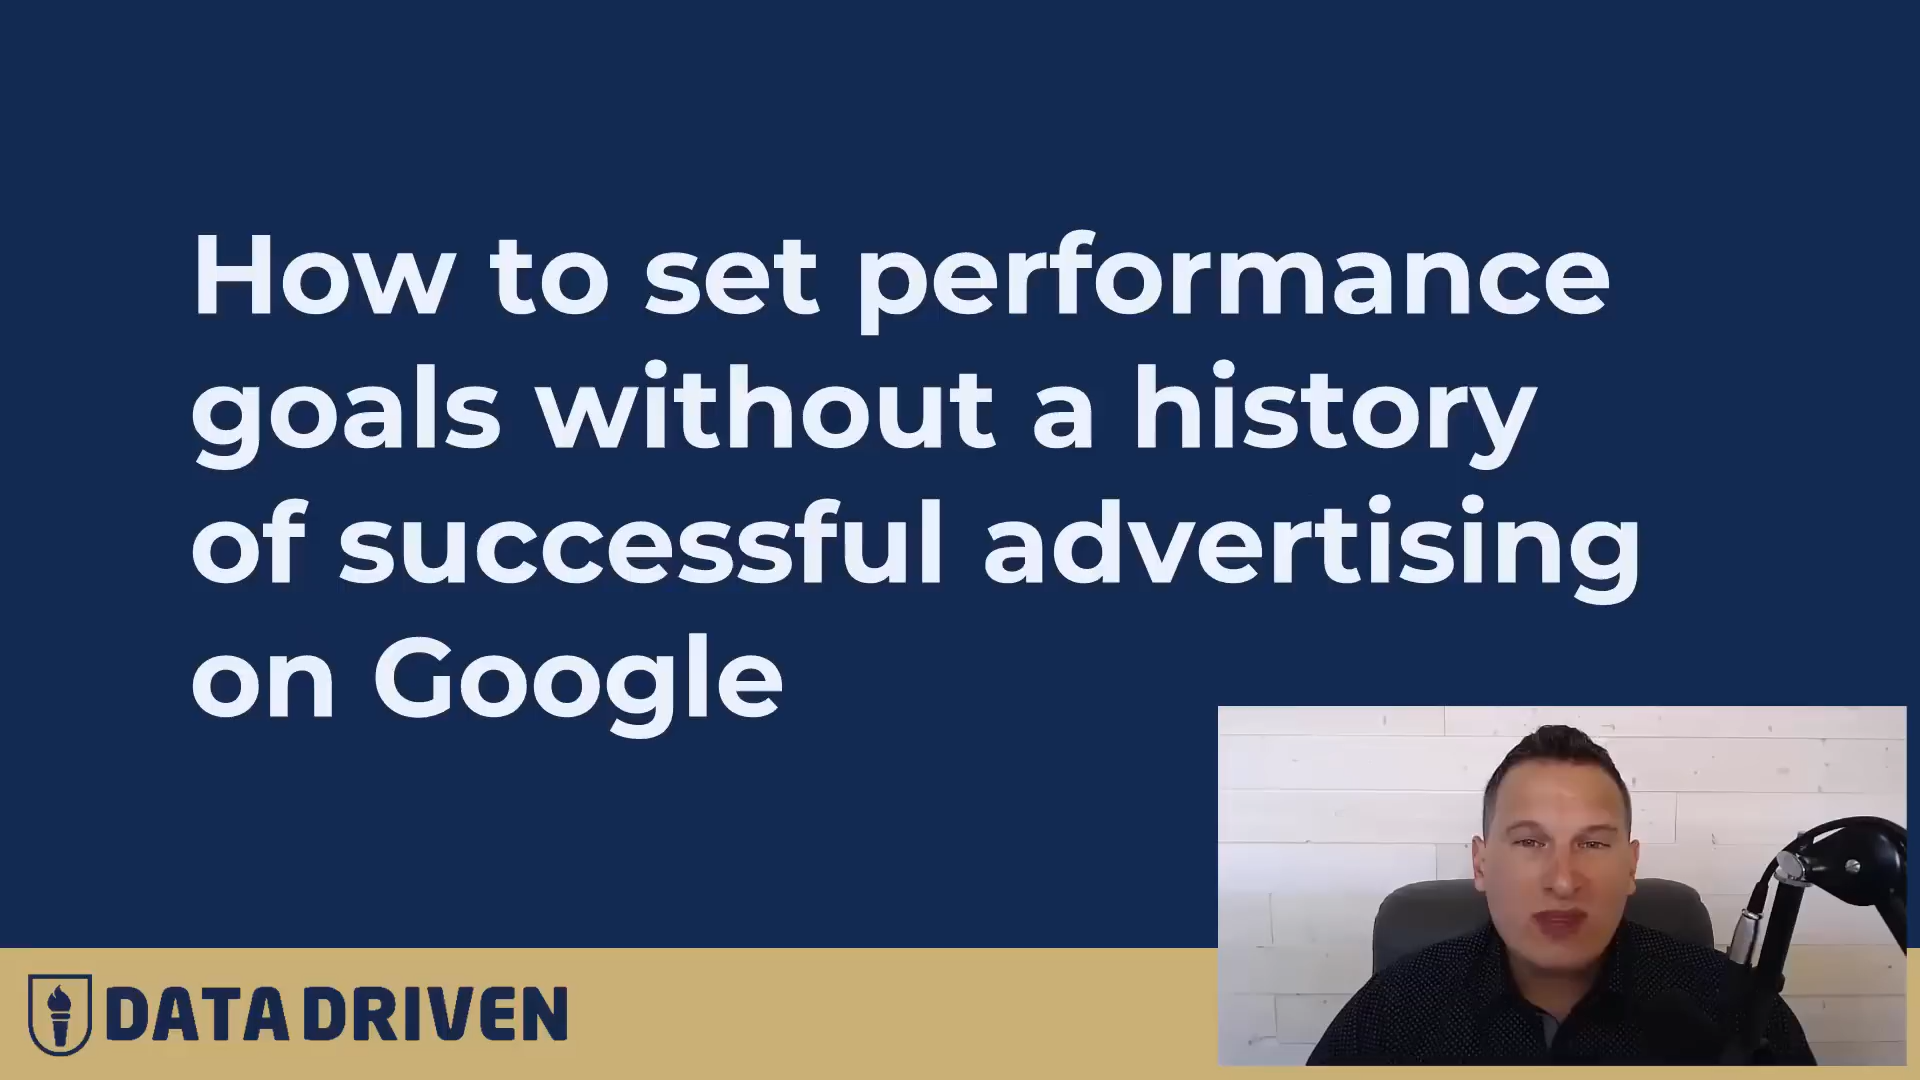 How to set performance
goals without a history
of successful advertising
on Google
DATA DRIVEN